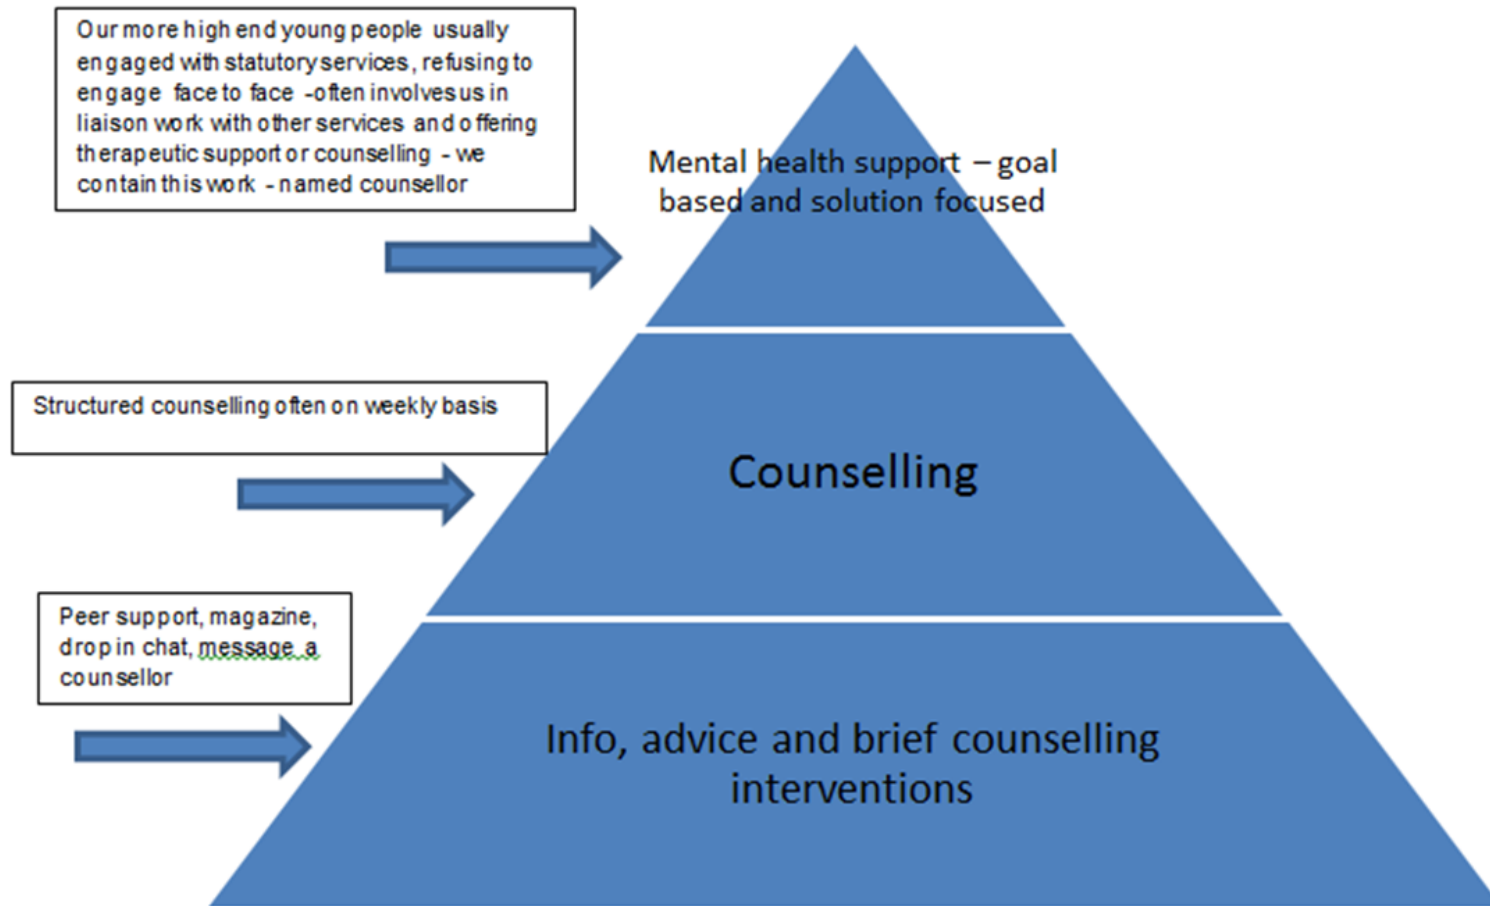 Our more high end young people usually
engaged with statutory services, refusing to
engage face to face -often involves us in
liaison work with other services and offering
therapeutic support or counselling - we
contain this work - named counsellor
Mental health support – goal
based and solution focused
Structured counselling often on weekly basis
Counselling
Peer support, magazine,
drop in chat, message a
counsellor
Info, advice and brief counselling
interventions